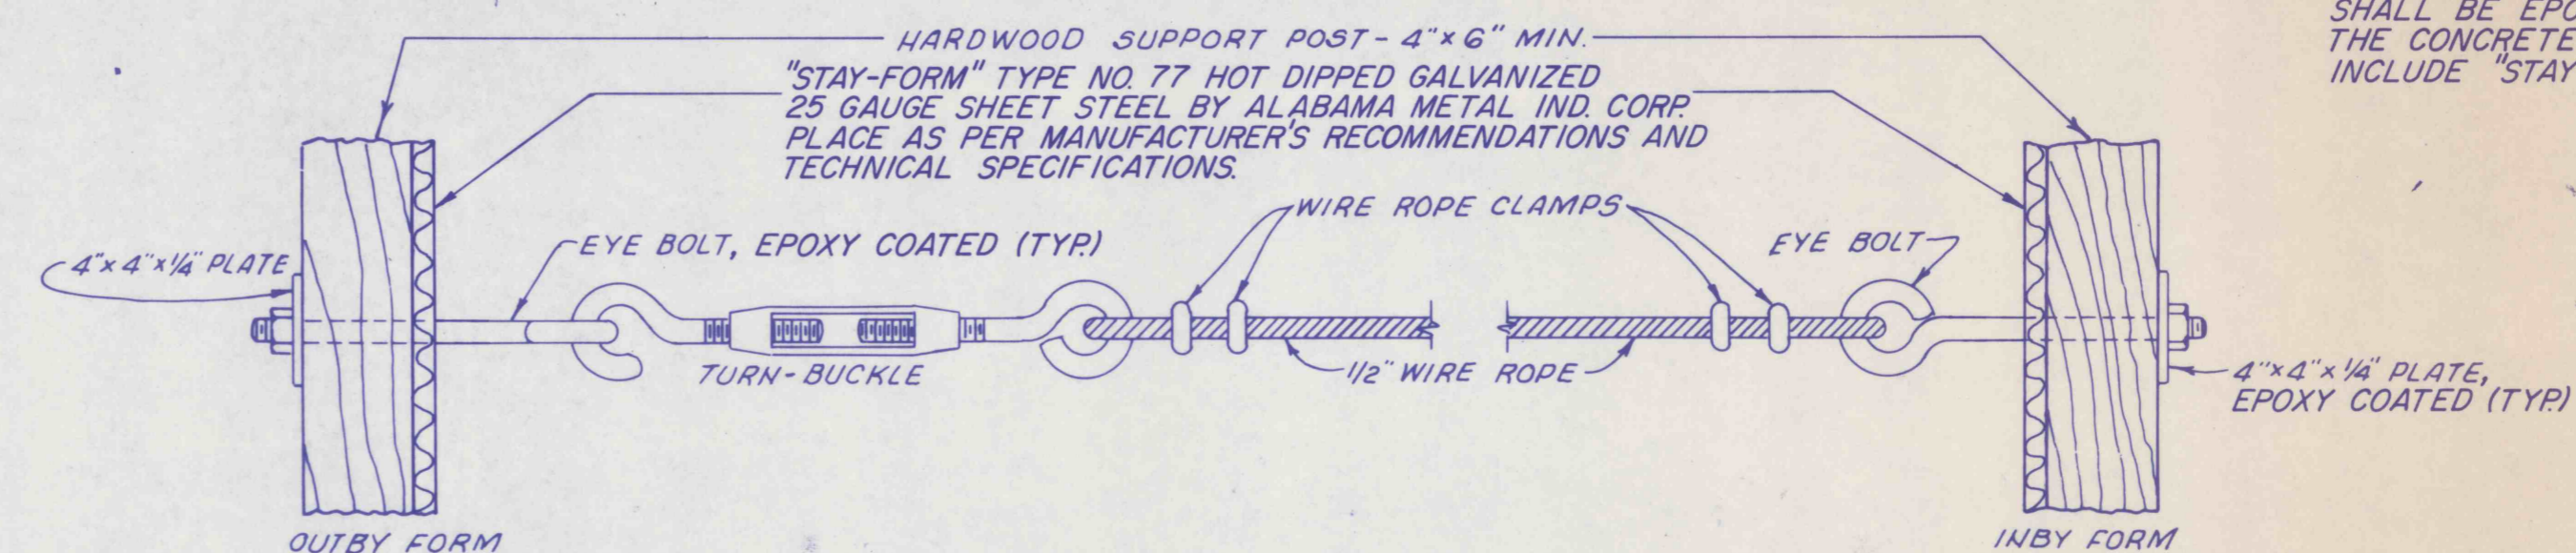 SHALL BE
THE CONCRETE
INCLUDE "STAY
HARDWOOD SUPPORT POST - 4"x6" MIN.
"STAY-FORM" TYPE NO. 77 HOT DIPPED GALVANIZED
25 GAUGE SHEET STEEL BY ALABAMA METAL IND. CORP.
PLACE AS PER MANUFACTURER'S RECOMMENDATIONS AND
TECHNICAL SPECIFICATIONS.
WIRE ROPE CLAMPS
EYE BOLT, EPOXY COATED (TYP.)
EYE BOLT
4"x4"x1/4" PLATE
TURN-BUCKLE
1/2" WIRE ROPE
4"x4"x1/4" PLATE,
EPOXY COATED (TYP.)
OUTBY FORM
INBY FORM